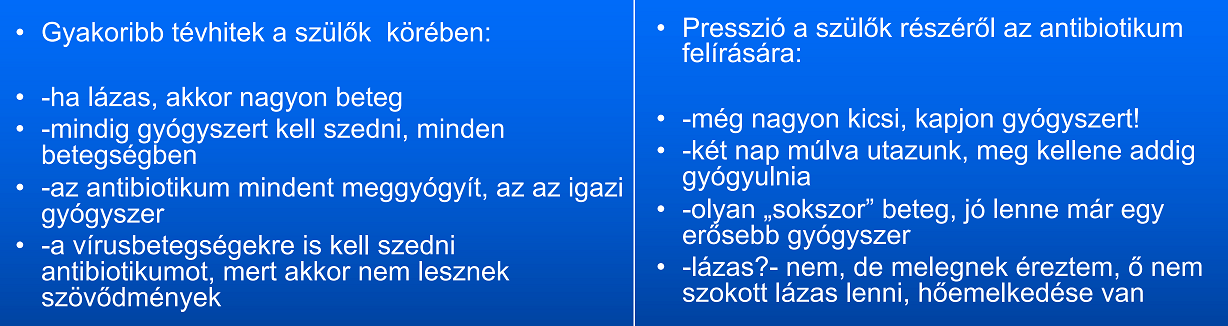 • Gyakoribb tévhitek a szülők körében:
• -ha lázas, akkor nagyon beteg
• -mindig gyógyszert kell szedni, minden
betegségben
• -az antibiotikum mindent meggyógyít, az az igazi
gyógyszer
• -a vírusbetegségekre is kell szedni
antibiotikumot, mert akkor nem lesznek
szövődmények
• Presszió a szülők részéről az antibiotikum
felírására:
• -még nagyon kicsi, kapjon gyógyszert!
• -két nap múlva utazunk, meg kellene addig
gyógyulnia
• -olyan „sokszor” beteg, jó lenne már egy
erősebb gyógyszer
• -lázas?- nem, de melegnek éreztem, ő nem
szokott lázas lenni, hőemelkedése van